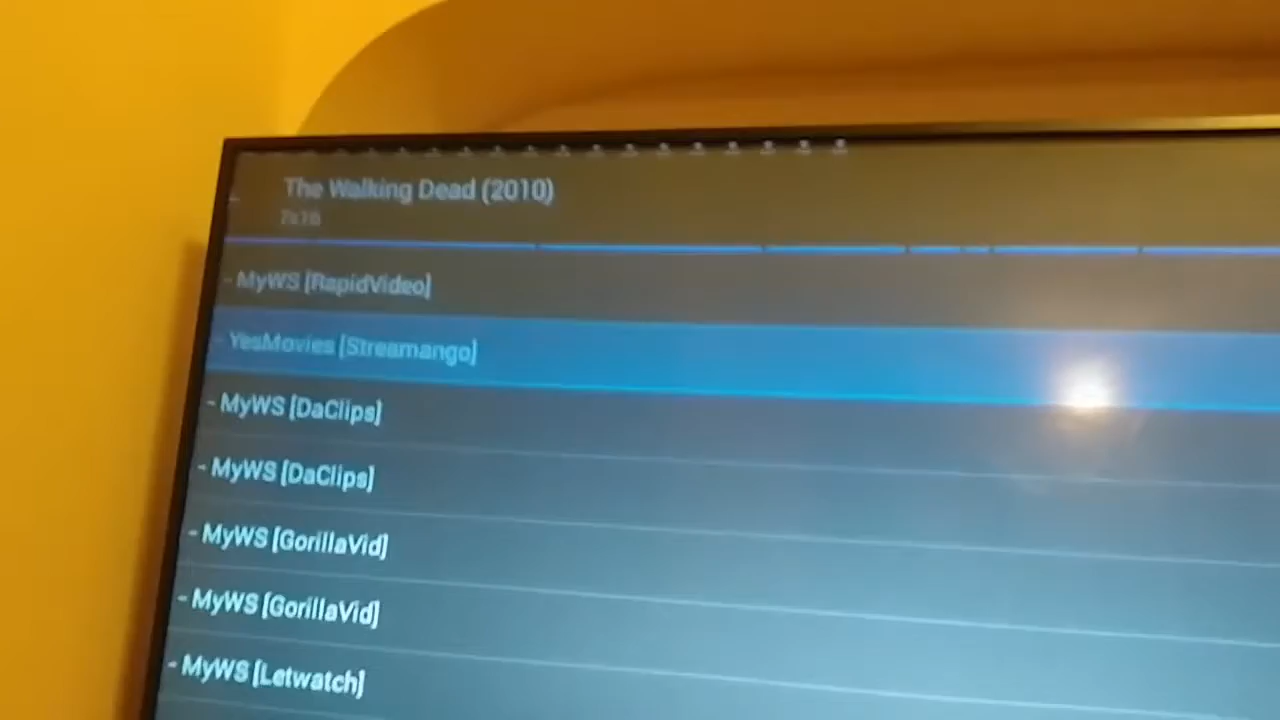 The Walking Dead (2010)
- MyWS [RapidVideo]
YesMovies [Streamango]
- MyWS [DaClips]
- MyWS [DaClips]
- MyWS [GorillaVid]
- MyWS [GorillaVid]
- MyWS [Letwatch]